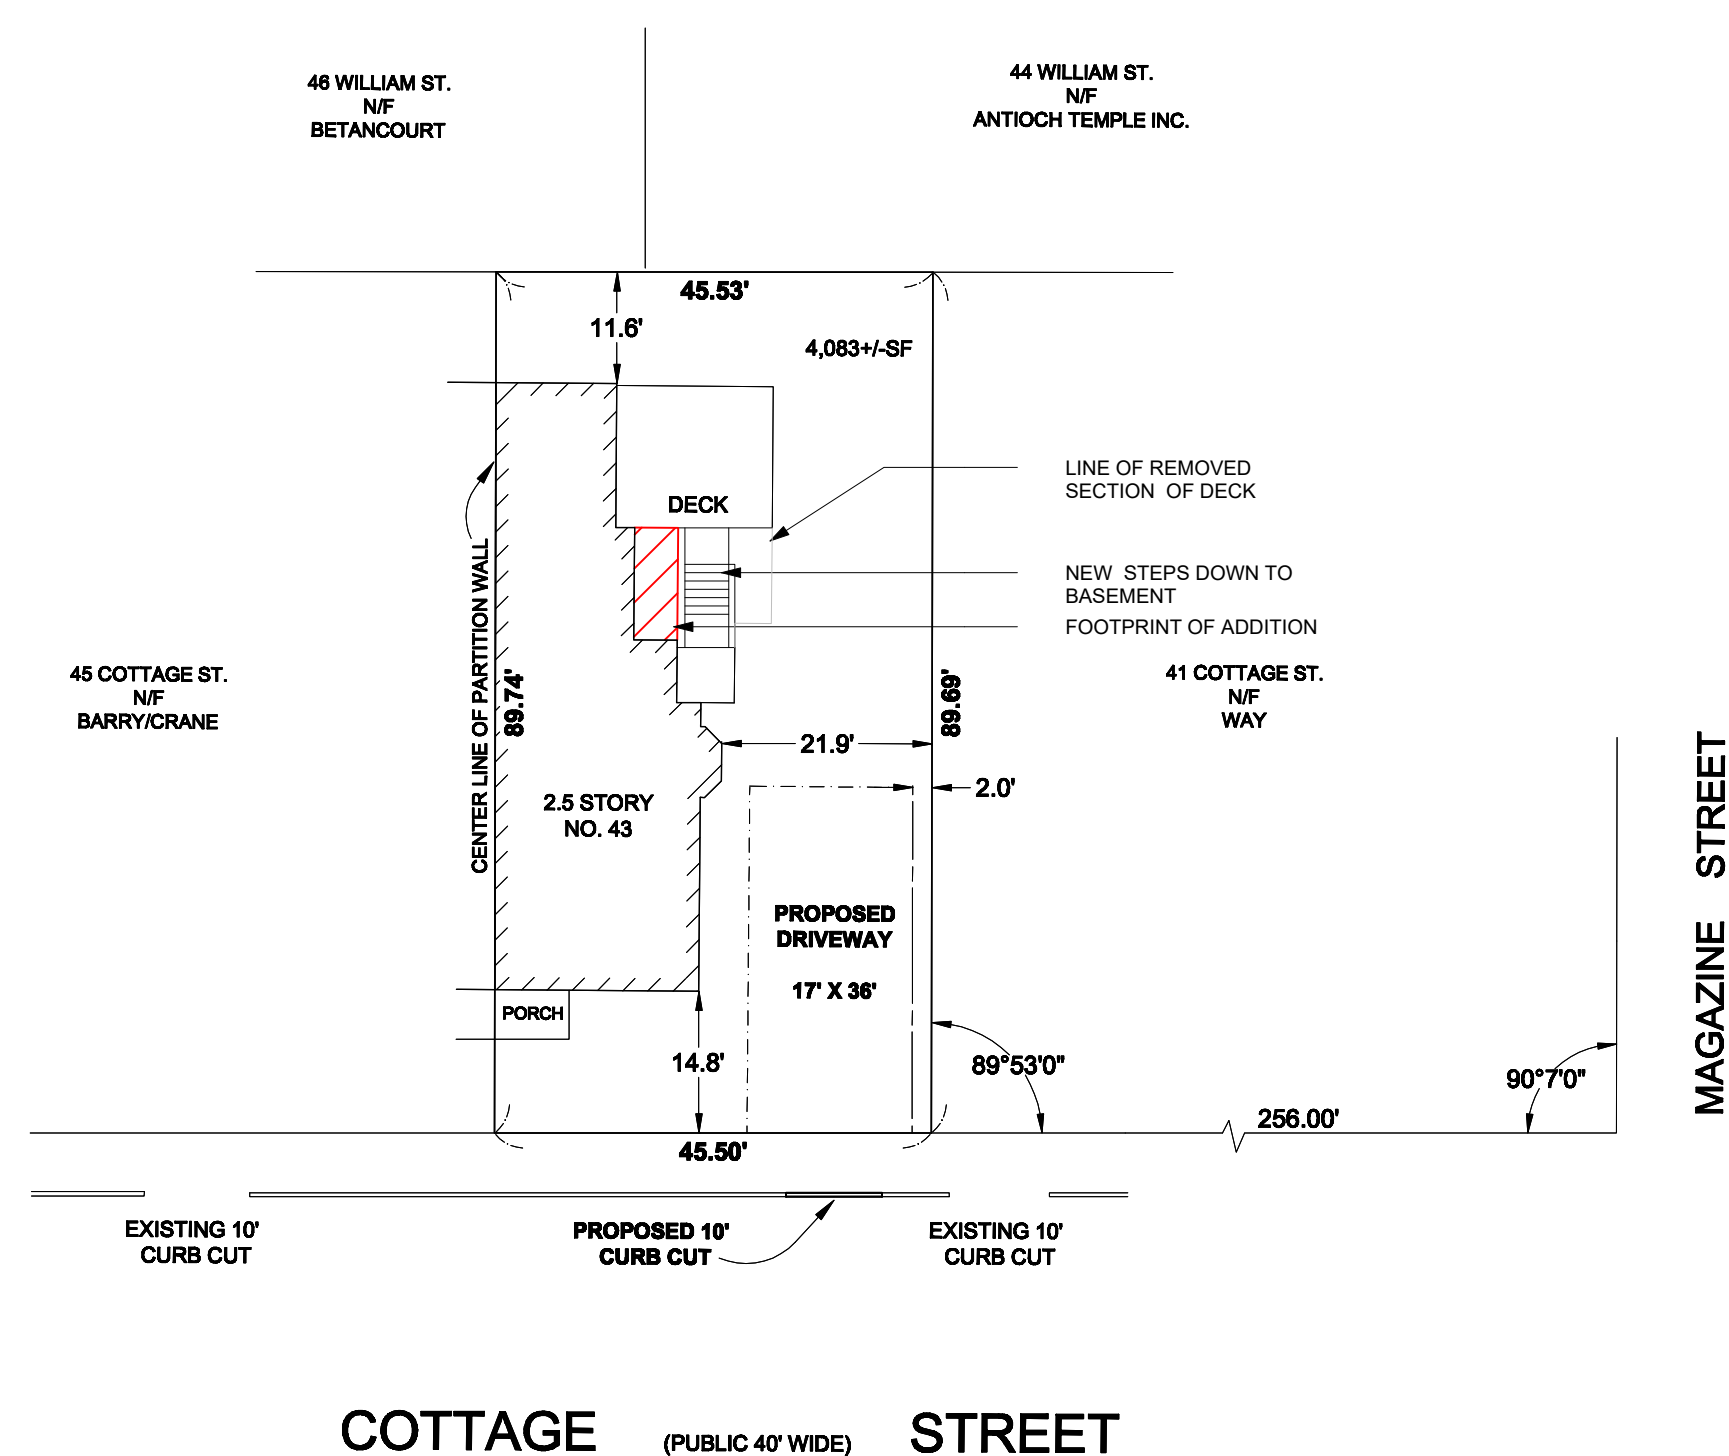 46 WILLIAM ST.
N/F
BETANCOURT
44 WILLIAM ST.
N/F
ANTIOCH TEMPLE INC.
45.53'
11.6'
4,083+/-SF
DECK
LINE OF REMOVED
SECTION OF DECK
NEW STEPS DOWN TO
BASEMENT
FOOTPRINT OF ADDITION
CENTER LINE OF PARTITION WALL
89.74'
89.69'
45 COTTAGE ST.
N/F
BARRY/CRANE
41 COTTAGE ST.
N/F
WAY
21.9'
2.0'
2.5 STORY
NO. 43
PROPOSED
DRIVEWAY
17' X 36'
PORCH
14.8'
89°53'0"
90°7'0"
256.00'
45.50'
MAGAZINE STREET
EXISTING 10'
CURB CUT
PROPOSED 10'
CURB CUT
EXISTING 10'
CURB CUT
COTTAGE (PUBLIC 40' WIDE) STREET